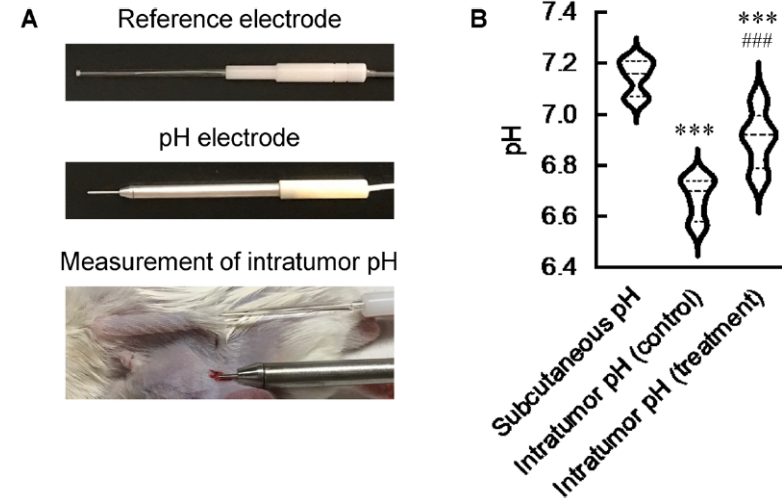 A
Reference electrode
pH electrode
Measurement of intratumor pH
B
7.4
7.2
7.0
6.8
6.6
6.4
pH
***
***
###
Subcutaneous pH
Intratumor pH (control)
Intratumor pH (treatment)